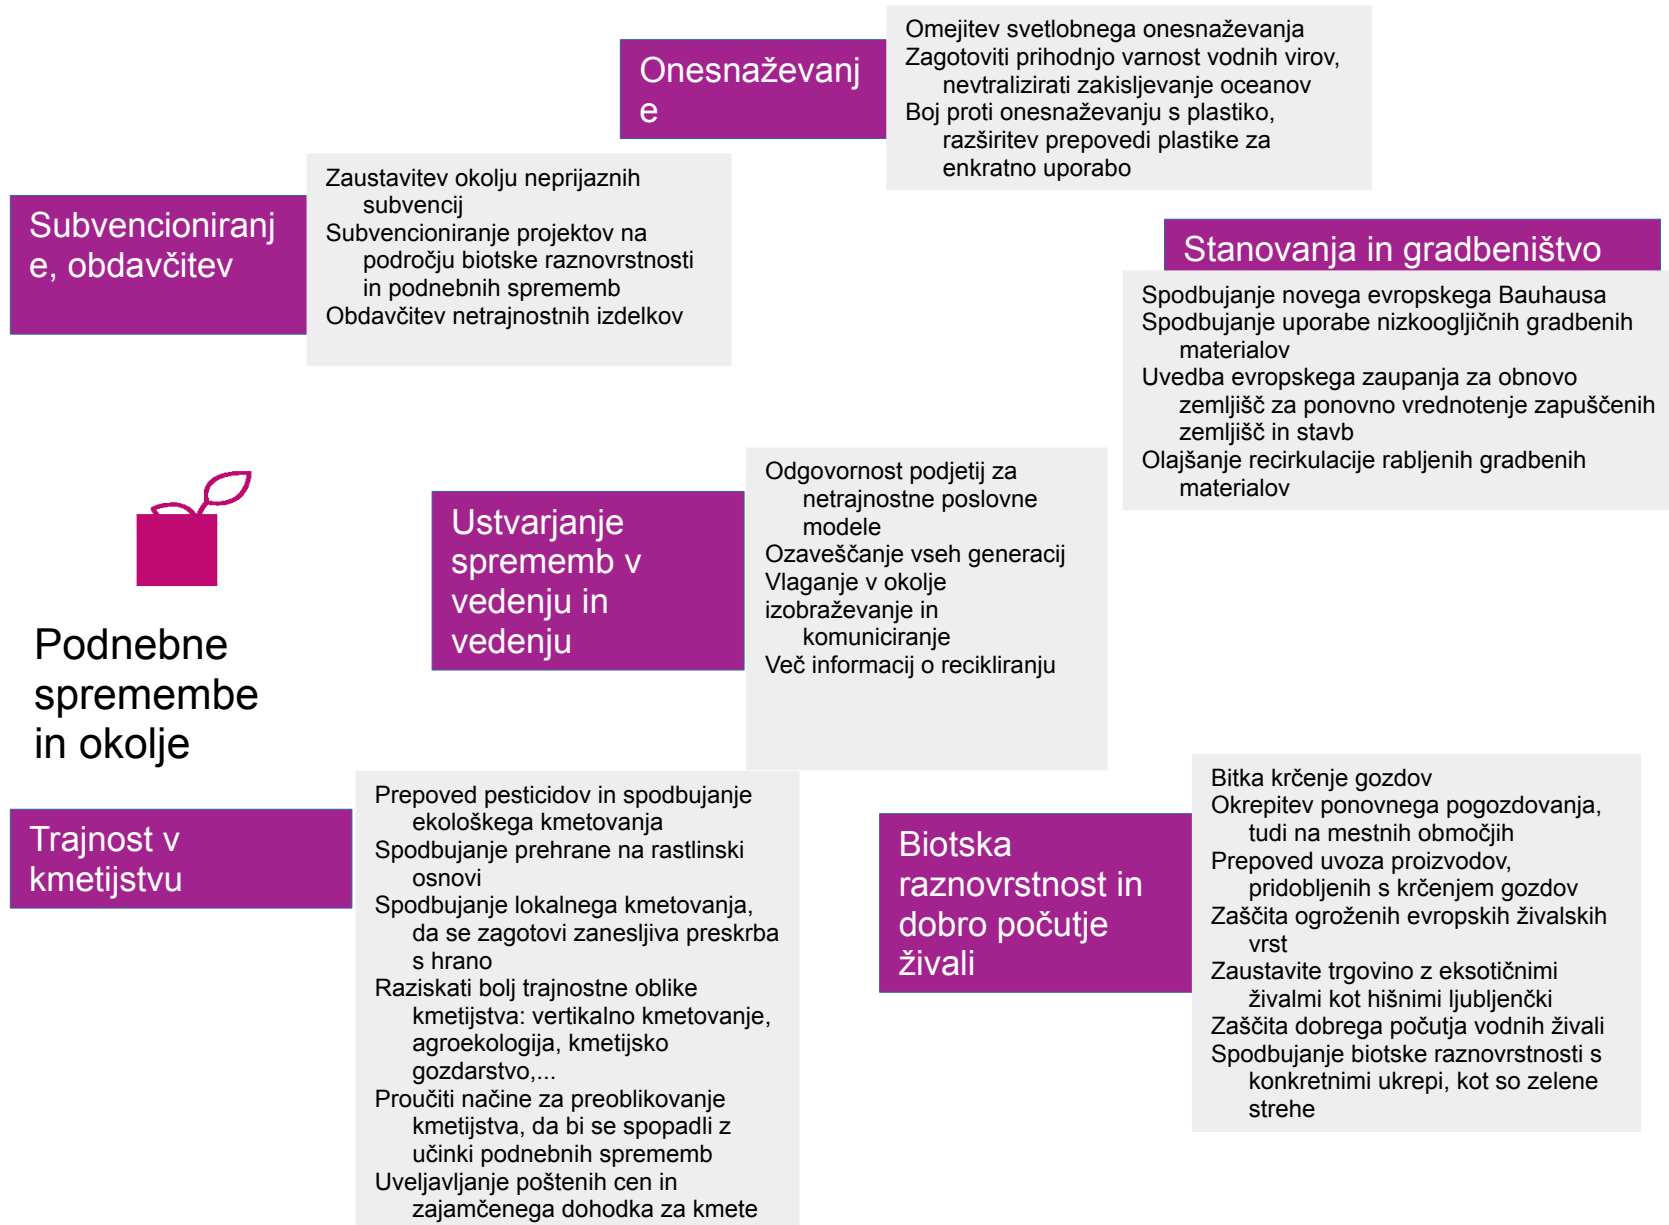 Onesnaževanj
e
Omejitev svetlobnega onesnaževanja
Zagotoviti prihodnjo varnost vodnih virov,
nevtralizirati zakisljevanje oceanov
Boj proti onesnaževanju s plastiko,
razširitev prepovedi plastike za
enkratno uporabo
Subvencioniranj
e, obdavčitev
Zaustavitev okolju neprijaznih
subvencij
Subvencioniranje projektov na
področju biotske raznovrstnosti
in podnebnih sprememb
Obdavčitev netrajnostnih izdelkov
Stanovanja in gradbeništvo
Spodbujanje novega evropskega Bauhausa
Spodbujanje uporabe nizkoogljičnih gradbenih
materialov
Uvedba evropskega zaupanja za obnovo
zemljišč za ponovno vrednotenje zapuščenih
zemljišč in stavb
Olajšanje recirkulacije rabljenih gradbenih
materialov
Podnebne
spremembe
in okolje
Ustvarjanje
sprememb v
vedenju in
vedenju
Odgovornost podjetij za
netrajnostne poslovne
modele
Ozaveščanje vseh generacij
Vlaganje v okolje
izobraževanje in
komuniciranje
Več informacij o recikliranju
Trajnost v
kmetijstvu
Prepoved pesticidov in spodbujanje
ekološkega kmetovanja
Spodbujanje prehrane na rastlinski
osnovi
Spodbujanje lokalnega kmetovanja,
da se zagotovi zanesljiva preskrba
s hrano
Raziskati bolj trajnostne oblike
kmetijstva: vertikalno kmetovanje,
agroekologija, kmetijsko
gozdarstvo,...
Proučiti načine za preoblikovanje
kmetijstva, da bi se spopadli z
učinki podnebnih sprememb
Uveljavljanje poštenih cen in
zajamčenega dohodka za kmete
Biotska
raznovrstnost in
dobro počutje
živali
Bitka krčenje gozdov
Okrepitev ponovnega pogozdovanja,
tudi na mestnih območjih
Prepoved uvoza proizvodov,
pridobljenih s krčenjem gozdov
Zaščita ogroženih evropskih živalskih
vrst
Zaustavite trgovino z eksotičnimi
živalmi kot hišnimi ljubljenčki
Zaščita dobrega počutja vodnih živali
Spodbujanje biotske raznovrstnosti s
konkretnimi ukrepi, kot so zelene
strehe